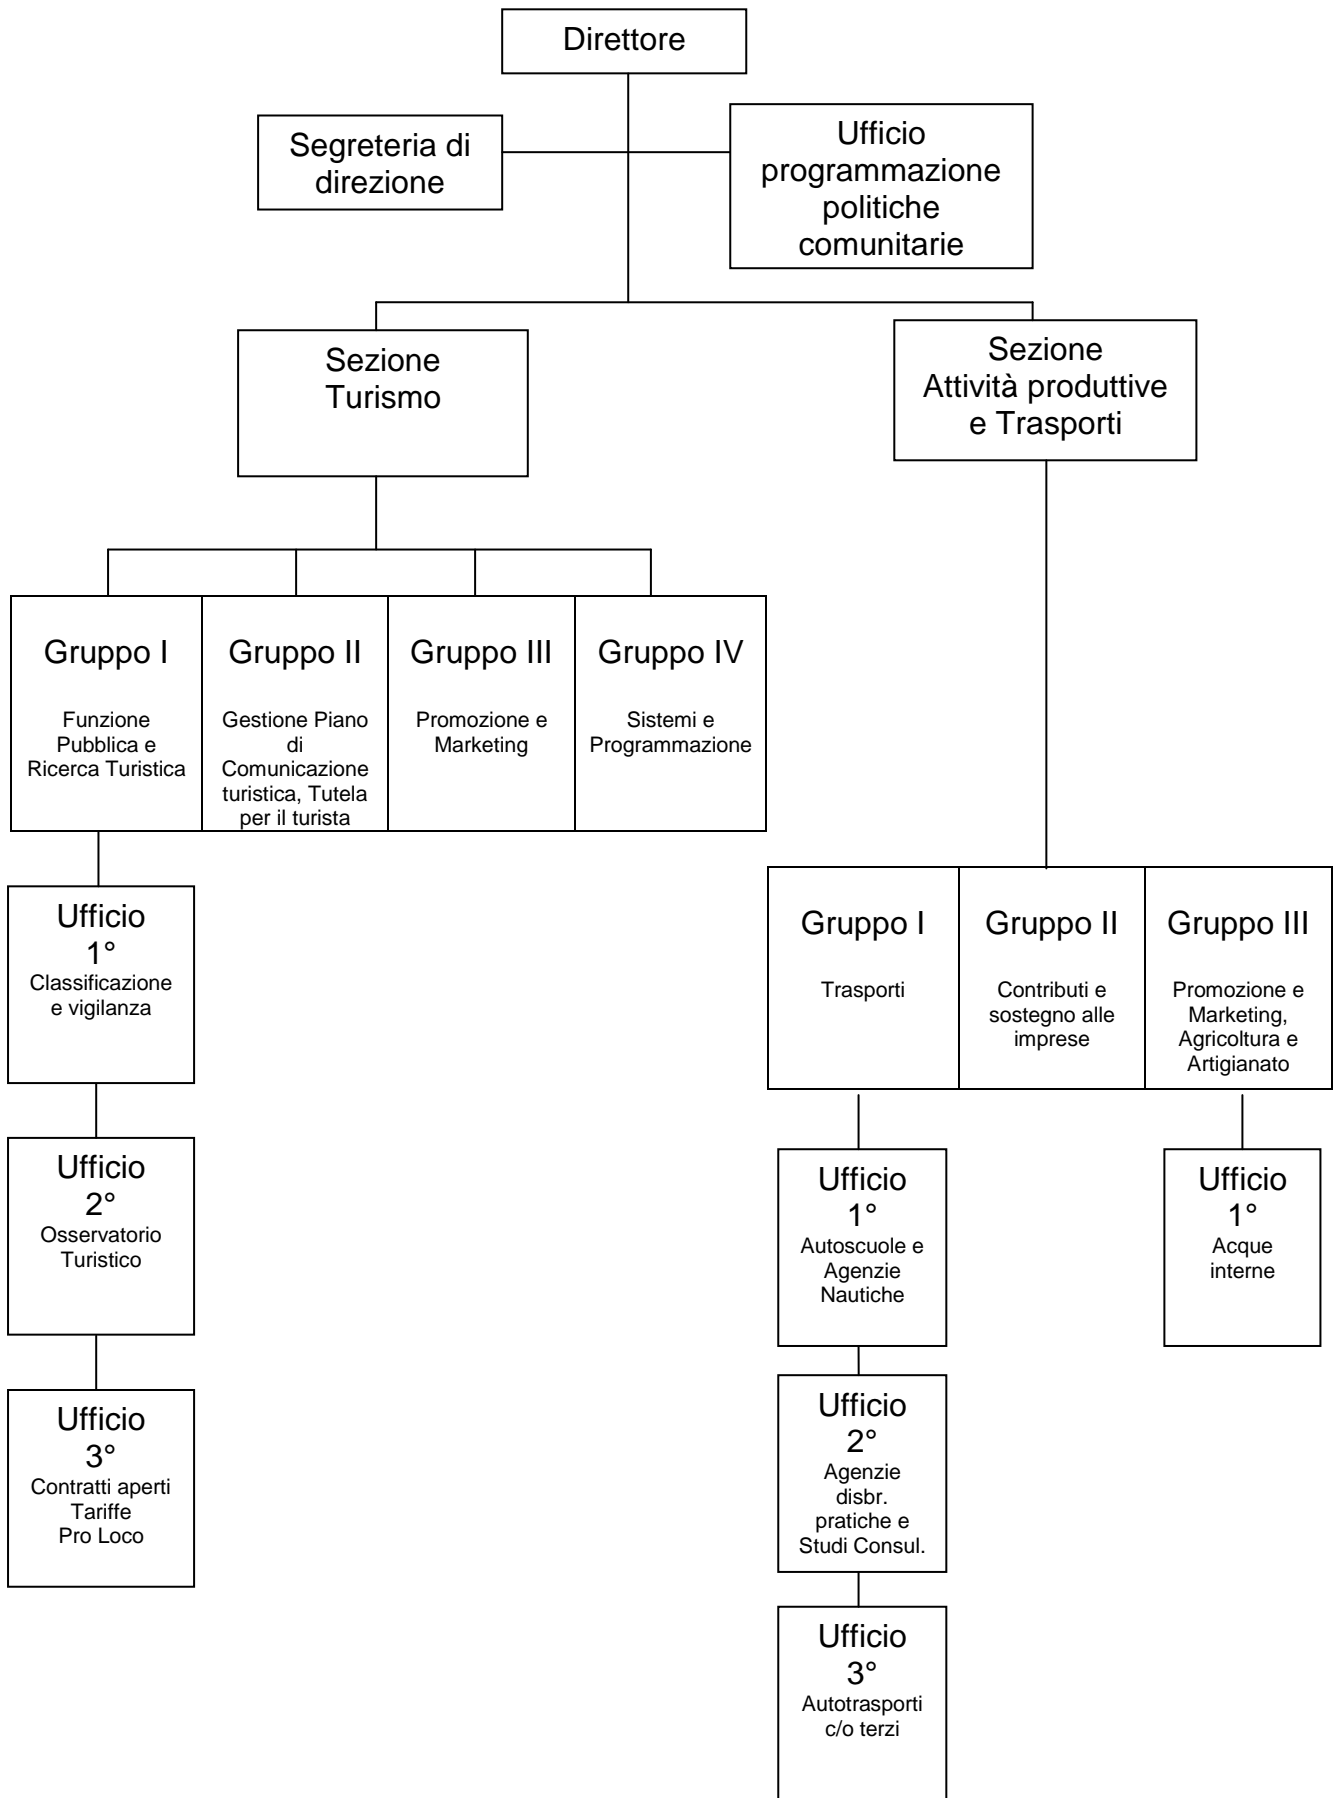 Direttore
Segreteria di
direzione
Ufficio
programmazione
politiche
comunitarie
Sezione
Turismo
Sezione
Attività produttive
e Trasporti
Gruppo I
Funzione
Pubblica e
Ricerca Turistica
Gruppo II
Gestione Piano
di
Comunicazione
turistica, Tutela
per il turista
Gruppo III
Promozione e
Marketing
Gruppo IV
Sistemi e
Programmazione
Ufficio
1°
Classificazione
e vigilanza
Ufficio
2°
Osservatorio
Turistico
Ufficio
3°
Contratti aperti
Tariffe
Pro Loco
Gruppo I
Trasporti
Gruppo II
Contributi e
sostegno alle
imprese
Gruppo III
Promozione e
Marketing,
Agricoltura e
Artigianato
Ufficio
1°
Autoscuole e
Agenzie
Nautiche
Ufficio
2°
Agenzie
disbr.
pratiche e
Studi Consul.
Ufficio
3°
Autotrasporti
c/o terzi
Ufficio
1°
Acque
interne